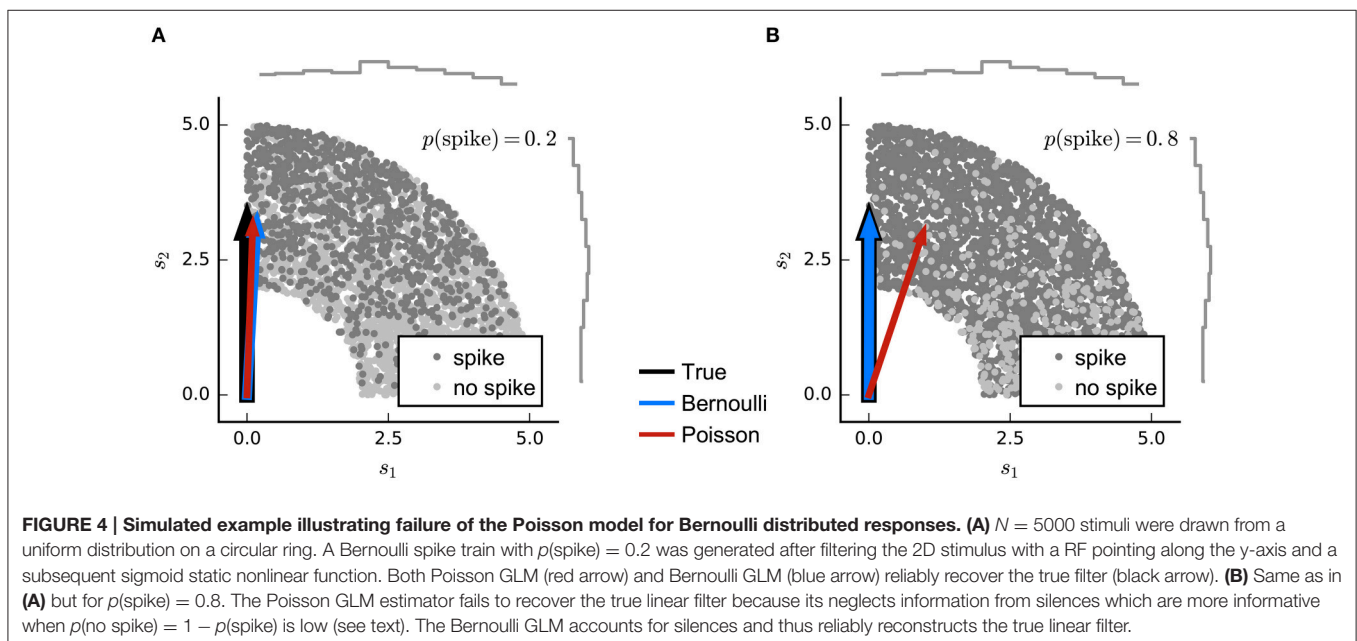 A
B
p(spike) = 0.2
p(spike) = 0.8
5.0
2.5
0.0
s₂
0.0
2.5
5.0
s₁
spike
no spike
True
Bernoulli
Poisson
5.0
2.5
0.0
s₂
0.0
2.5
5.0
s₁
spike
no spike
FIGURE 4 | Simulated example illustrating failure of the Poisson model for Bernoulli distributed responses. (A) N = 5000 stimuli were drawn from a
uniform distribution on a circular ring. A Bernoulli spike train with p(spike) = 0.2 was generated after filtering the 2D stimulus with a RF pointing along the y-axis and a
subsequent sigmoid static nonlinear function. Both Poisson GLM (red arrow) and Bernoulli GLM (blue arrow) reliably recover the true filter (black arrow). (B) Same as in
(A) but for p(spike) = 0.8. The Poisson GLM estimator fails to recover the true linear filter because its neglects information from silences which are more informative
when p(no spike) = 1 − p(spike) is low (see text). The Bernoulli GLM accounts for silences and thus reliably reconstructs the true linear filter.